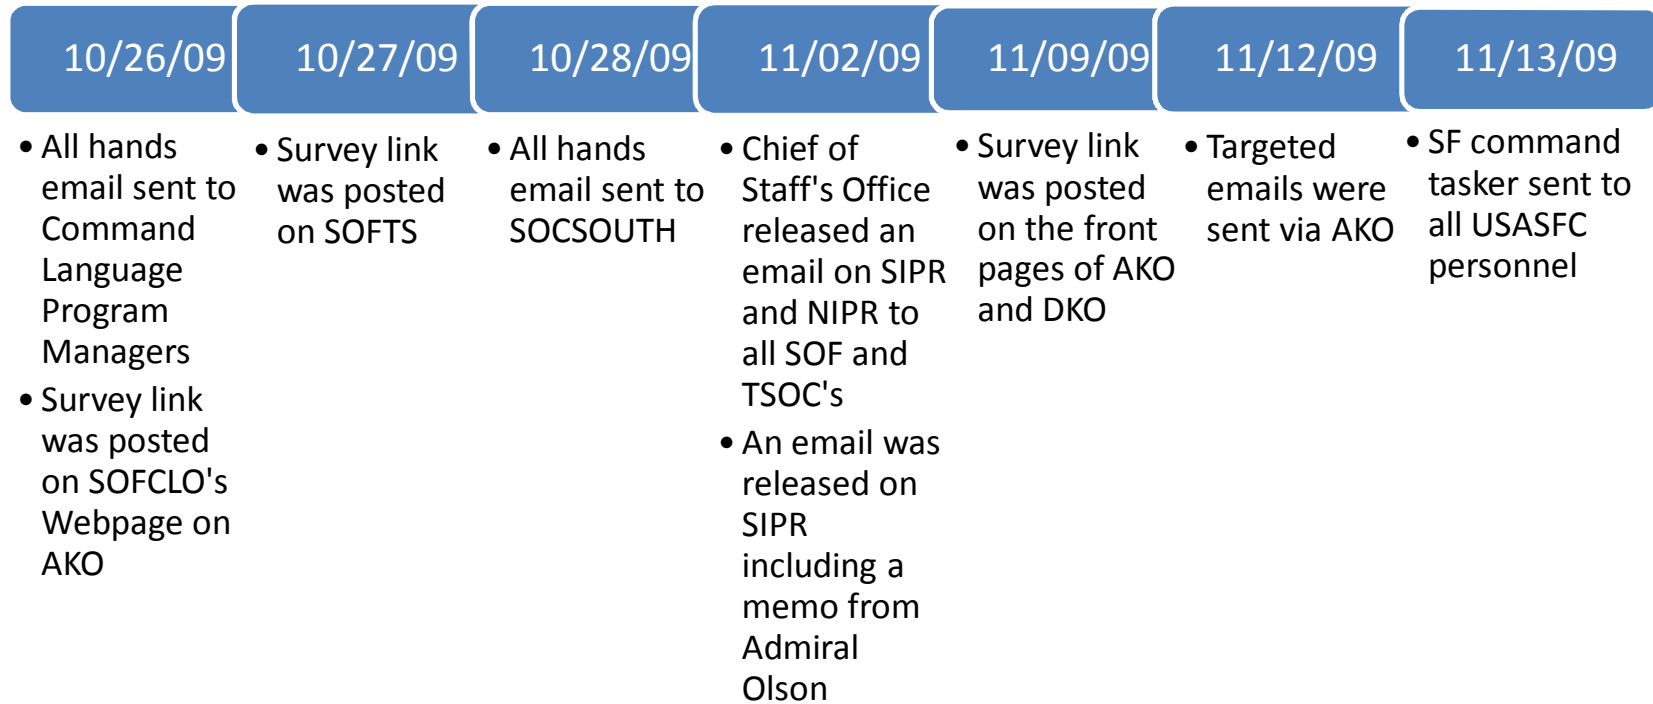 10/26/09
10/27/09
10/28/09
11/02/09
11/09/09
11/12/09
11/13/09
• All hands
email sent to
Command
Language
Program
Managers
• Survey link
was posted
on SOFCLO's
Webpage on
AKO
• Survey link
was posted
on SOFTS
• All hands
email sent to
SOCSOUTH
• Chief of
Staff's Office
released an
email on SIPR
and NIPR to
all SOF and
TSOC's
• An email was
released on
SIPR
including a
memo from
Admiral
Olson
• Survey link
was posted
on the front
pages of AKO
and DKO
• Targeted
emails were
sent via AKO
• SF command
tasker sent to
all USASFC
personnel